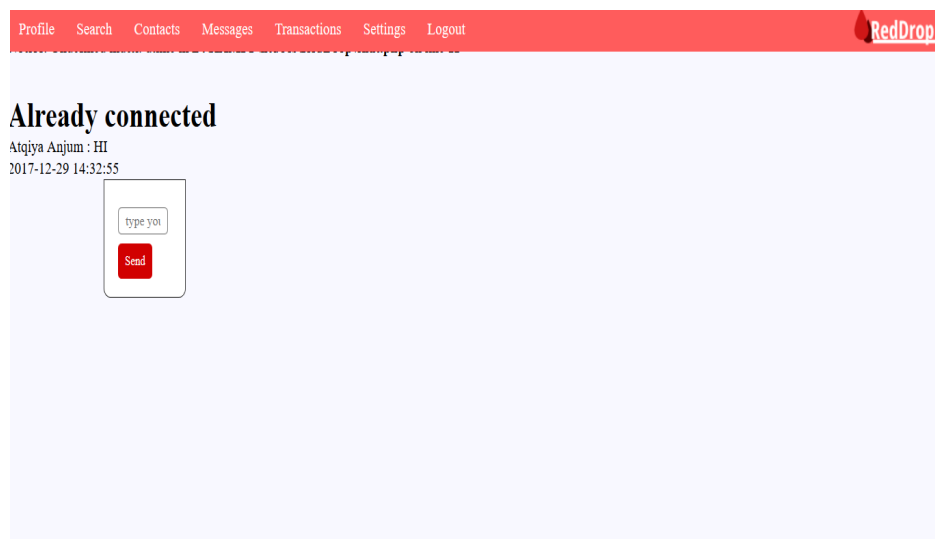 Profile Search Contacts Messages Transactions Settings Logout
RedDrop
Already connected
Atqiya Anjum : HI
2017-12-29 14:32:55
type you
Send